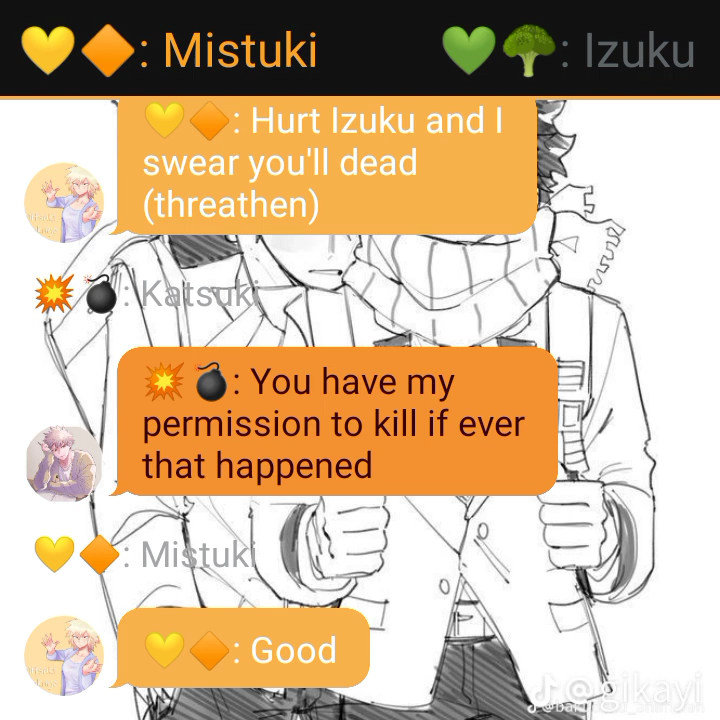 💛🔶: Mistuki
💚🥦: Izuku
💛🔶: Hurt Izuku and I
swear you'll dead
(threathen)
💥💣: Katsuki
💥💣: You have my
permission to kill if ever
that happened
💛🔶: Mistuki
💛🔶: Good
@gikayi